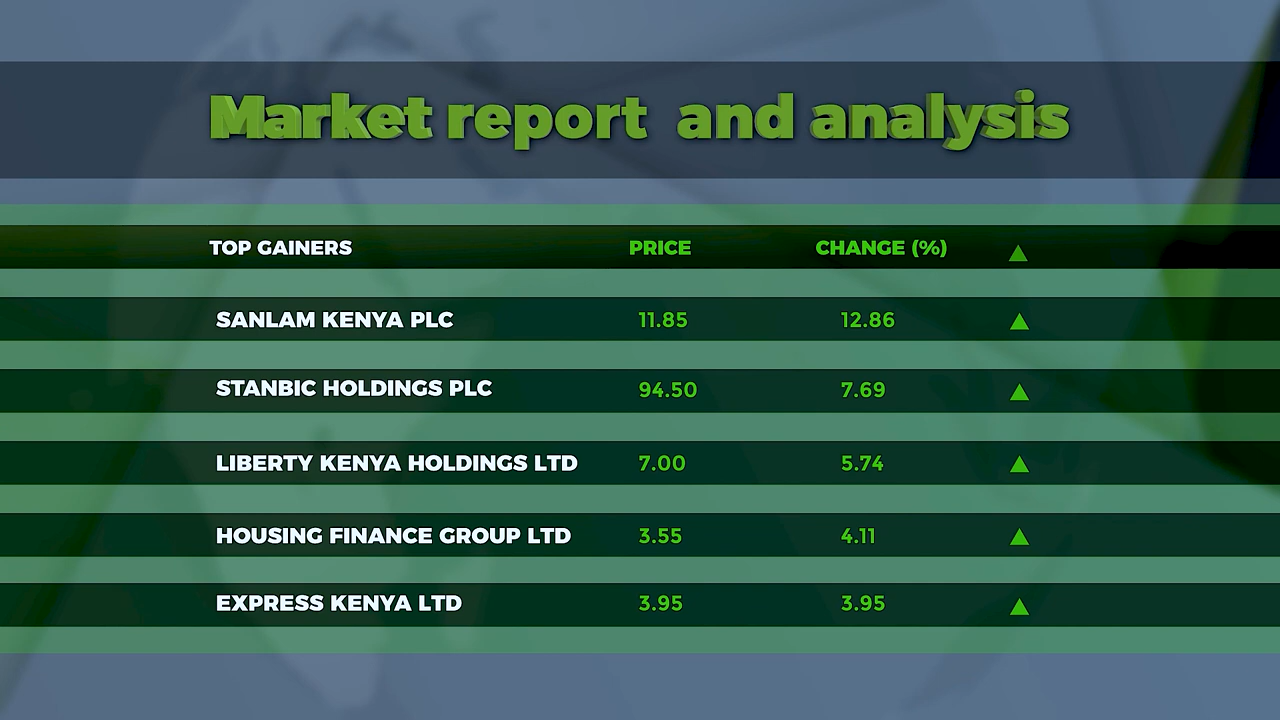 Market report and analysis
TOP GAINERS PRICE CHANGE (%) ▲
SANLAM KENYA PLC 11.85 12.86 ▲
STANBIC HOLDINGS PLC 94.50 7.69 ▲
LIBERTY KENYA HOLDINGS LTD 7.00 5.74 ▲
HOUSING FINANCE GROUP LTD 3.55 4.11 ▲
EXPRESS KENYA LTD 3.95 3.95 ▲